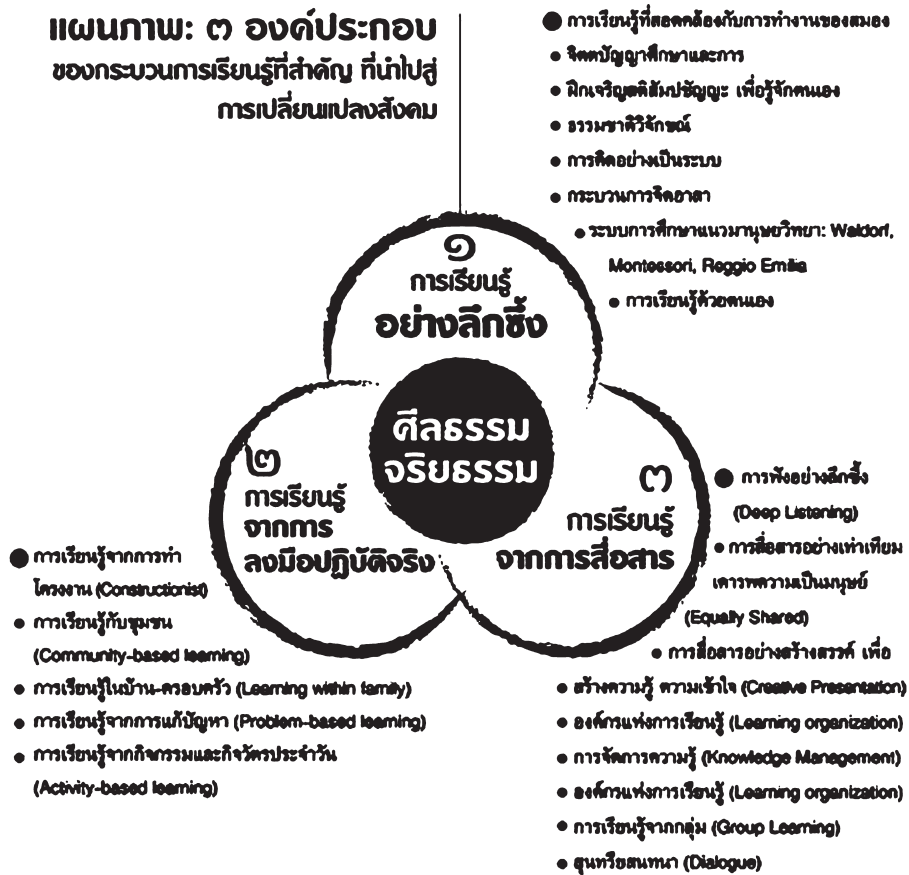 แผนภาพ: ๓ องค์ประกอบ
ของกระบวนการเรียนรู้ที่สำคัญ ที่นำไปสู่
การเปลี่ยนแปลงสังคม
● การเรียนรู้ที่สอดคล้องกับการทำงานของสมอง
● จิตตปัญญาศึกษาและการ
● ฝึกเจริญสติสัมปชัญญะ เพื่อรู้จักตนเอง
● ธรรมชาติวิจักษณ์
● การคิดอย่างเป็นระบบ
● กระบวนการจิตอาสา
● ระบบการศึกษาแนวมานุษยวิทยา: Waldorf,
Montessori, Reggio Emilia
● การเรียนรู้ด้วยตนเอง
๑
การเรียนรู้
อย่างลึกซึ้ง
ศีลธรรม
จริยธรรม
๒
การเรียนรู้
จากการ
ลงมือปฏิบัติจริง
● การเรียนรู้จากการทำ
โครงงาน (Constructionist)
● การเรียนรู้กับชุมชน
(Community-based learning)
● การเรียนรู้ในบ้าน-ครอบครัว (Learning within family)
● การเรียนรู้จากการแก้ปัญหา (Problem-based learning)
● การเรียนรู้จากกิจกรรมและกิจวัตรประจำวัน
(Activity-based learning)
๓
การเรียนรู้
จากการสื่อสาร
● การฟังอย่างลึกซึ้ง
(Deep Listening)
● การสื่อสารอย่างเท่าเทียม
เคารพความเป็นมนุษย์
(Equally Shared)
● การสื่อสารอย่างสร้างสรรค์ เพื่อ
● สร้างความรู้ ความเข้าใจ (Creative Presentation)
● องค์กรแห่งการเรียนรู้ (Learning organization)
● การจัดการความรู้ (Knowledge Management)
● องค์กรแห่งการเรียนรู้ (Learning organization)
● การเรียนรู้จากกลุ่ม (Group Learning)
● สุนทรียสนทนา (Dialogue)